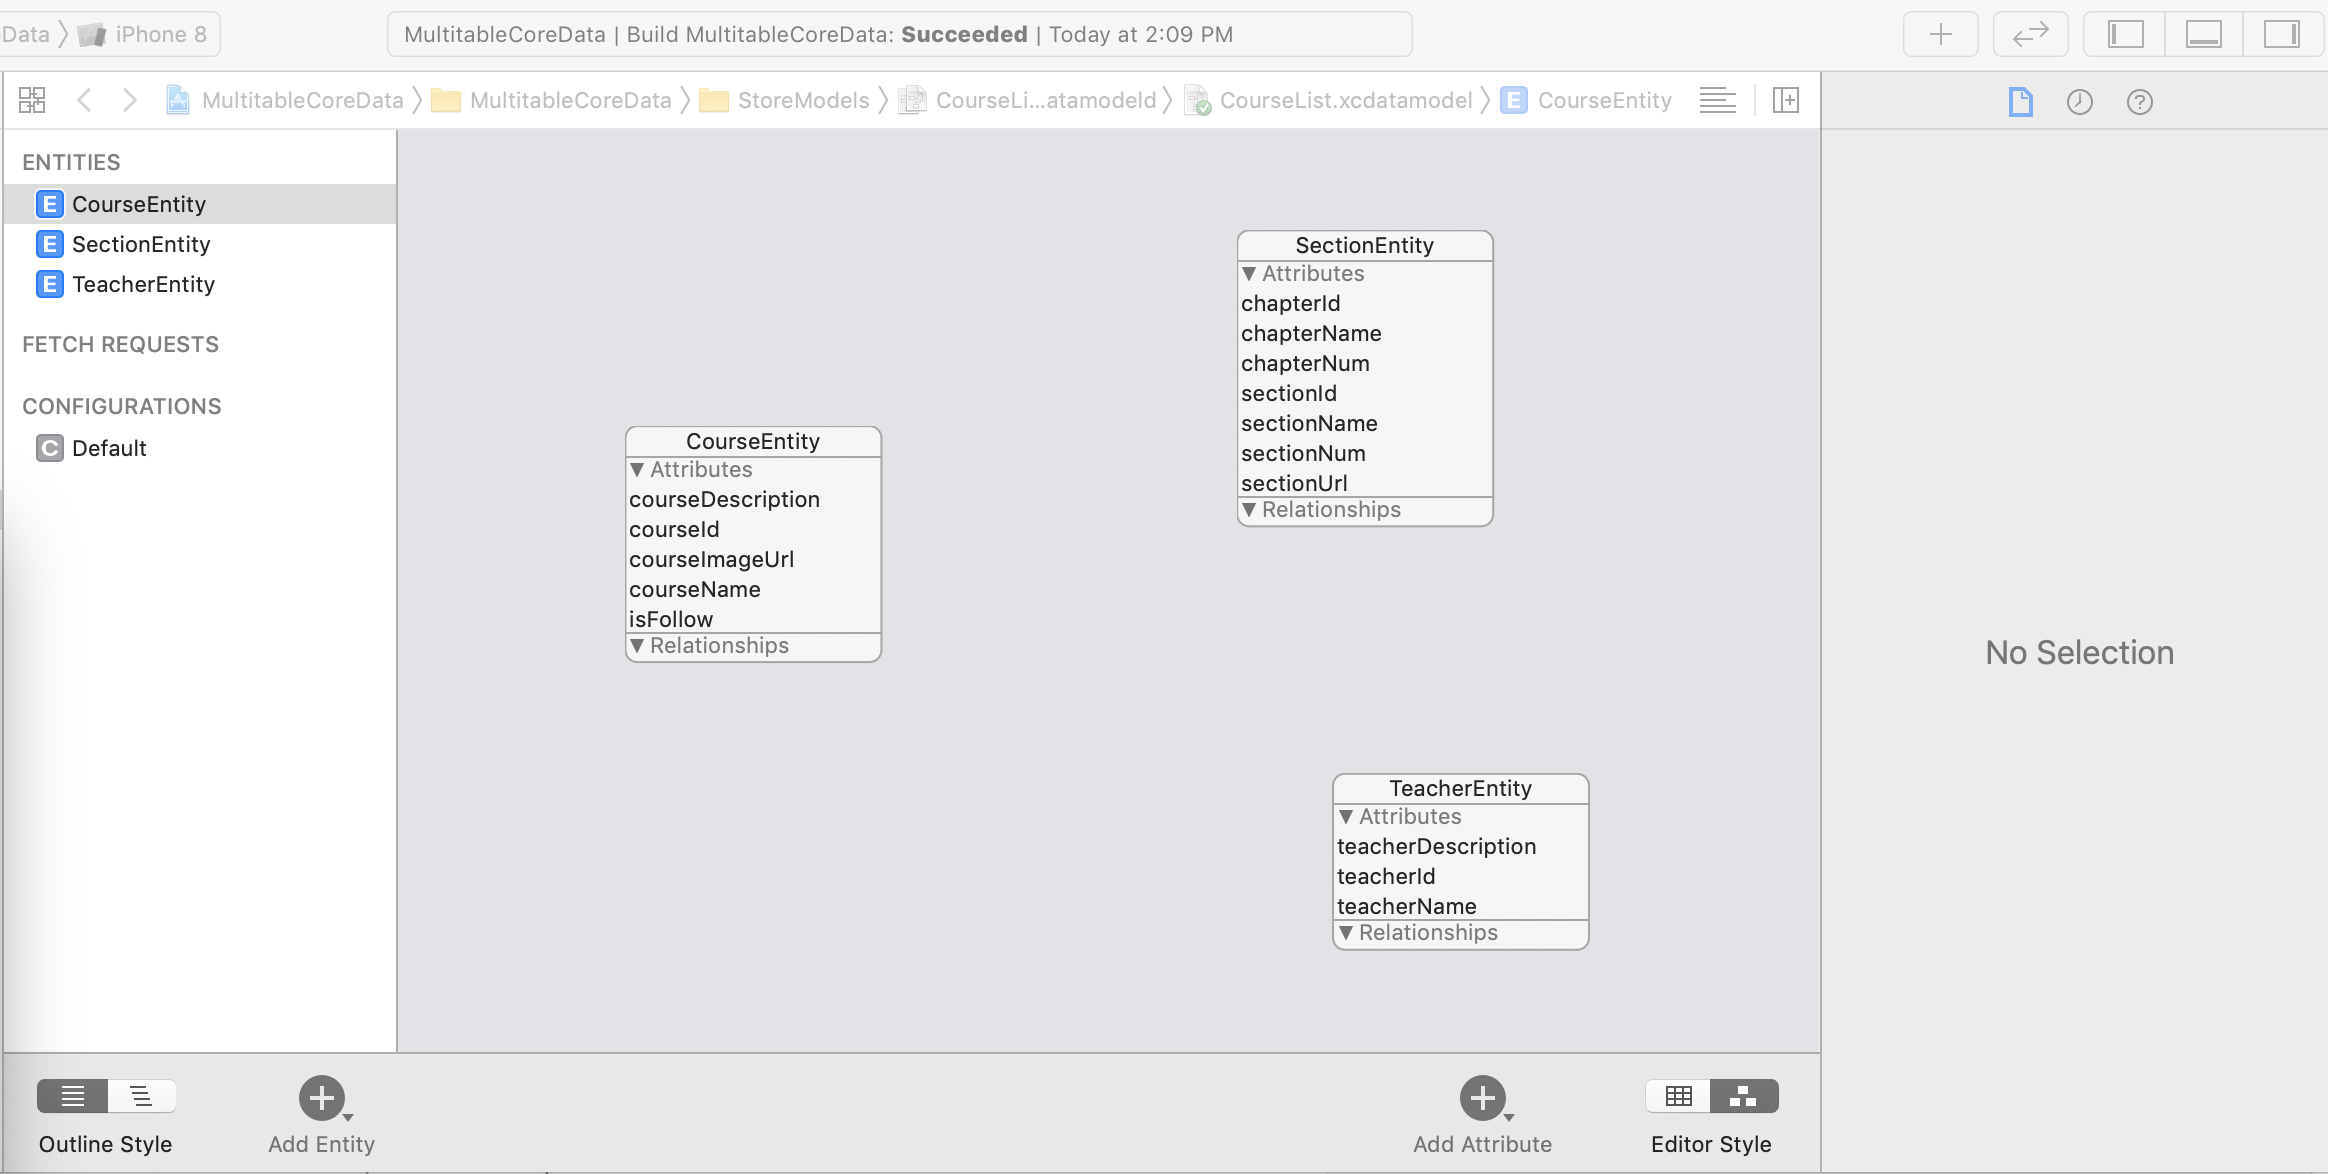 Data iPhone 8
MultitableCoreData | Build MultitableCoreData: Succeeded | Today at 2:09 PM
MultitableCoreData MultitableCoreData StoreModels CourseLi...atamodeld CourseList.xcdatamodel E CourseEntity
ENTITIES
E CourseEntity
E SectionEntity
E TeacherEntity
FETCH REQUESTS
CONFIGURATIONS
C Default
CourseEntity
Attributes
courseDescription
courseId
courseImageUrl
courseName
isFollow
Relationships
SectionEntity
Attributes
chapterId
chapterName
chapterNum
sectionId
sectionName
sectionNum
sectionUrl
Relationships
TeacherEntity
Attributes
teacherDescription
teacherId
teacherName
Relationships
No Selection
Outline Style
Add Entity
Add Attribute
Editor Style